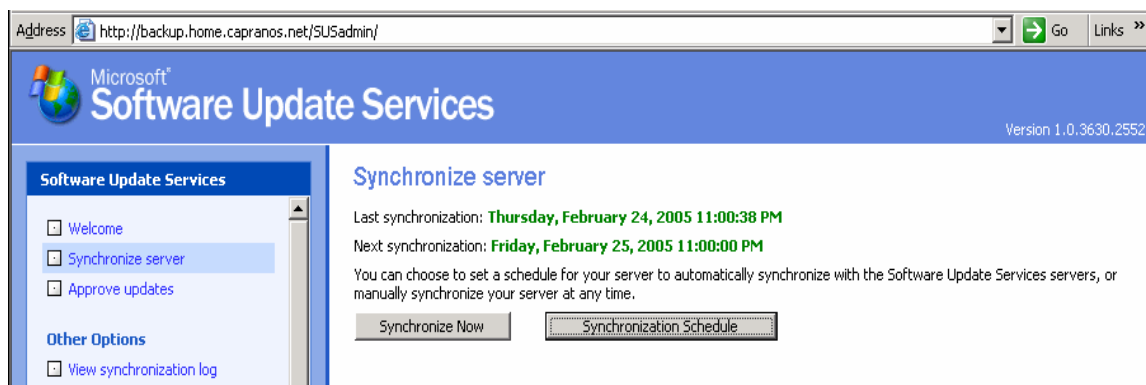 Address http://backup.home.capranos.net/SUSadmin/ Go Links »
Microsoft®
Software Update Services
Version 1.0.3630.2552
Software Update Services
Welcome
Synchronize server
Approve updates
Other Options
View synchronization log
Synchronize server
Last synchronization: Thursday, February 24, 2005 11:00:38 PM
Next synchronization: Friday, February 25, 2005 11:00:00 PM
You can choose to set a schedule for your server to automatically synchronize with the Software Update Services servers, or
manually synchronize your server at any time.
Synchronize Now Synchronization Schedule